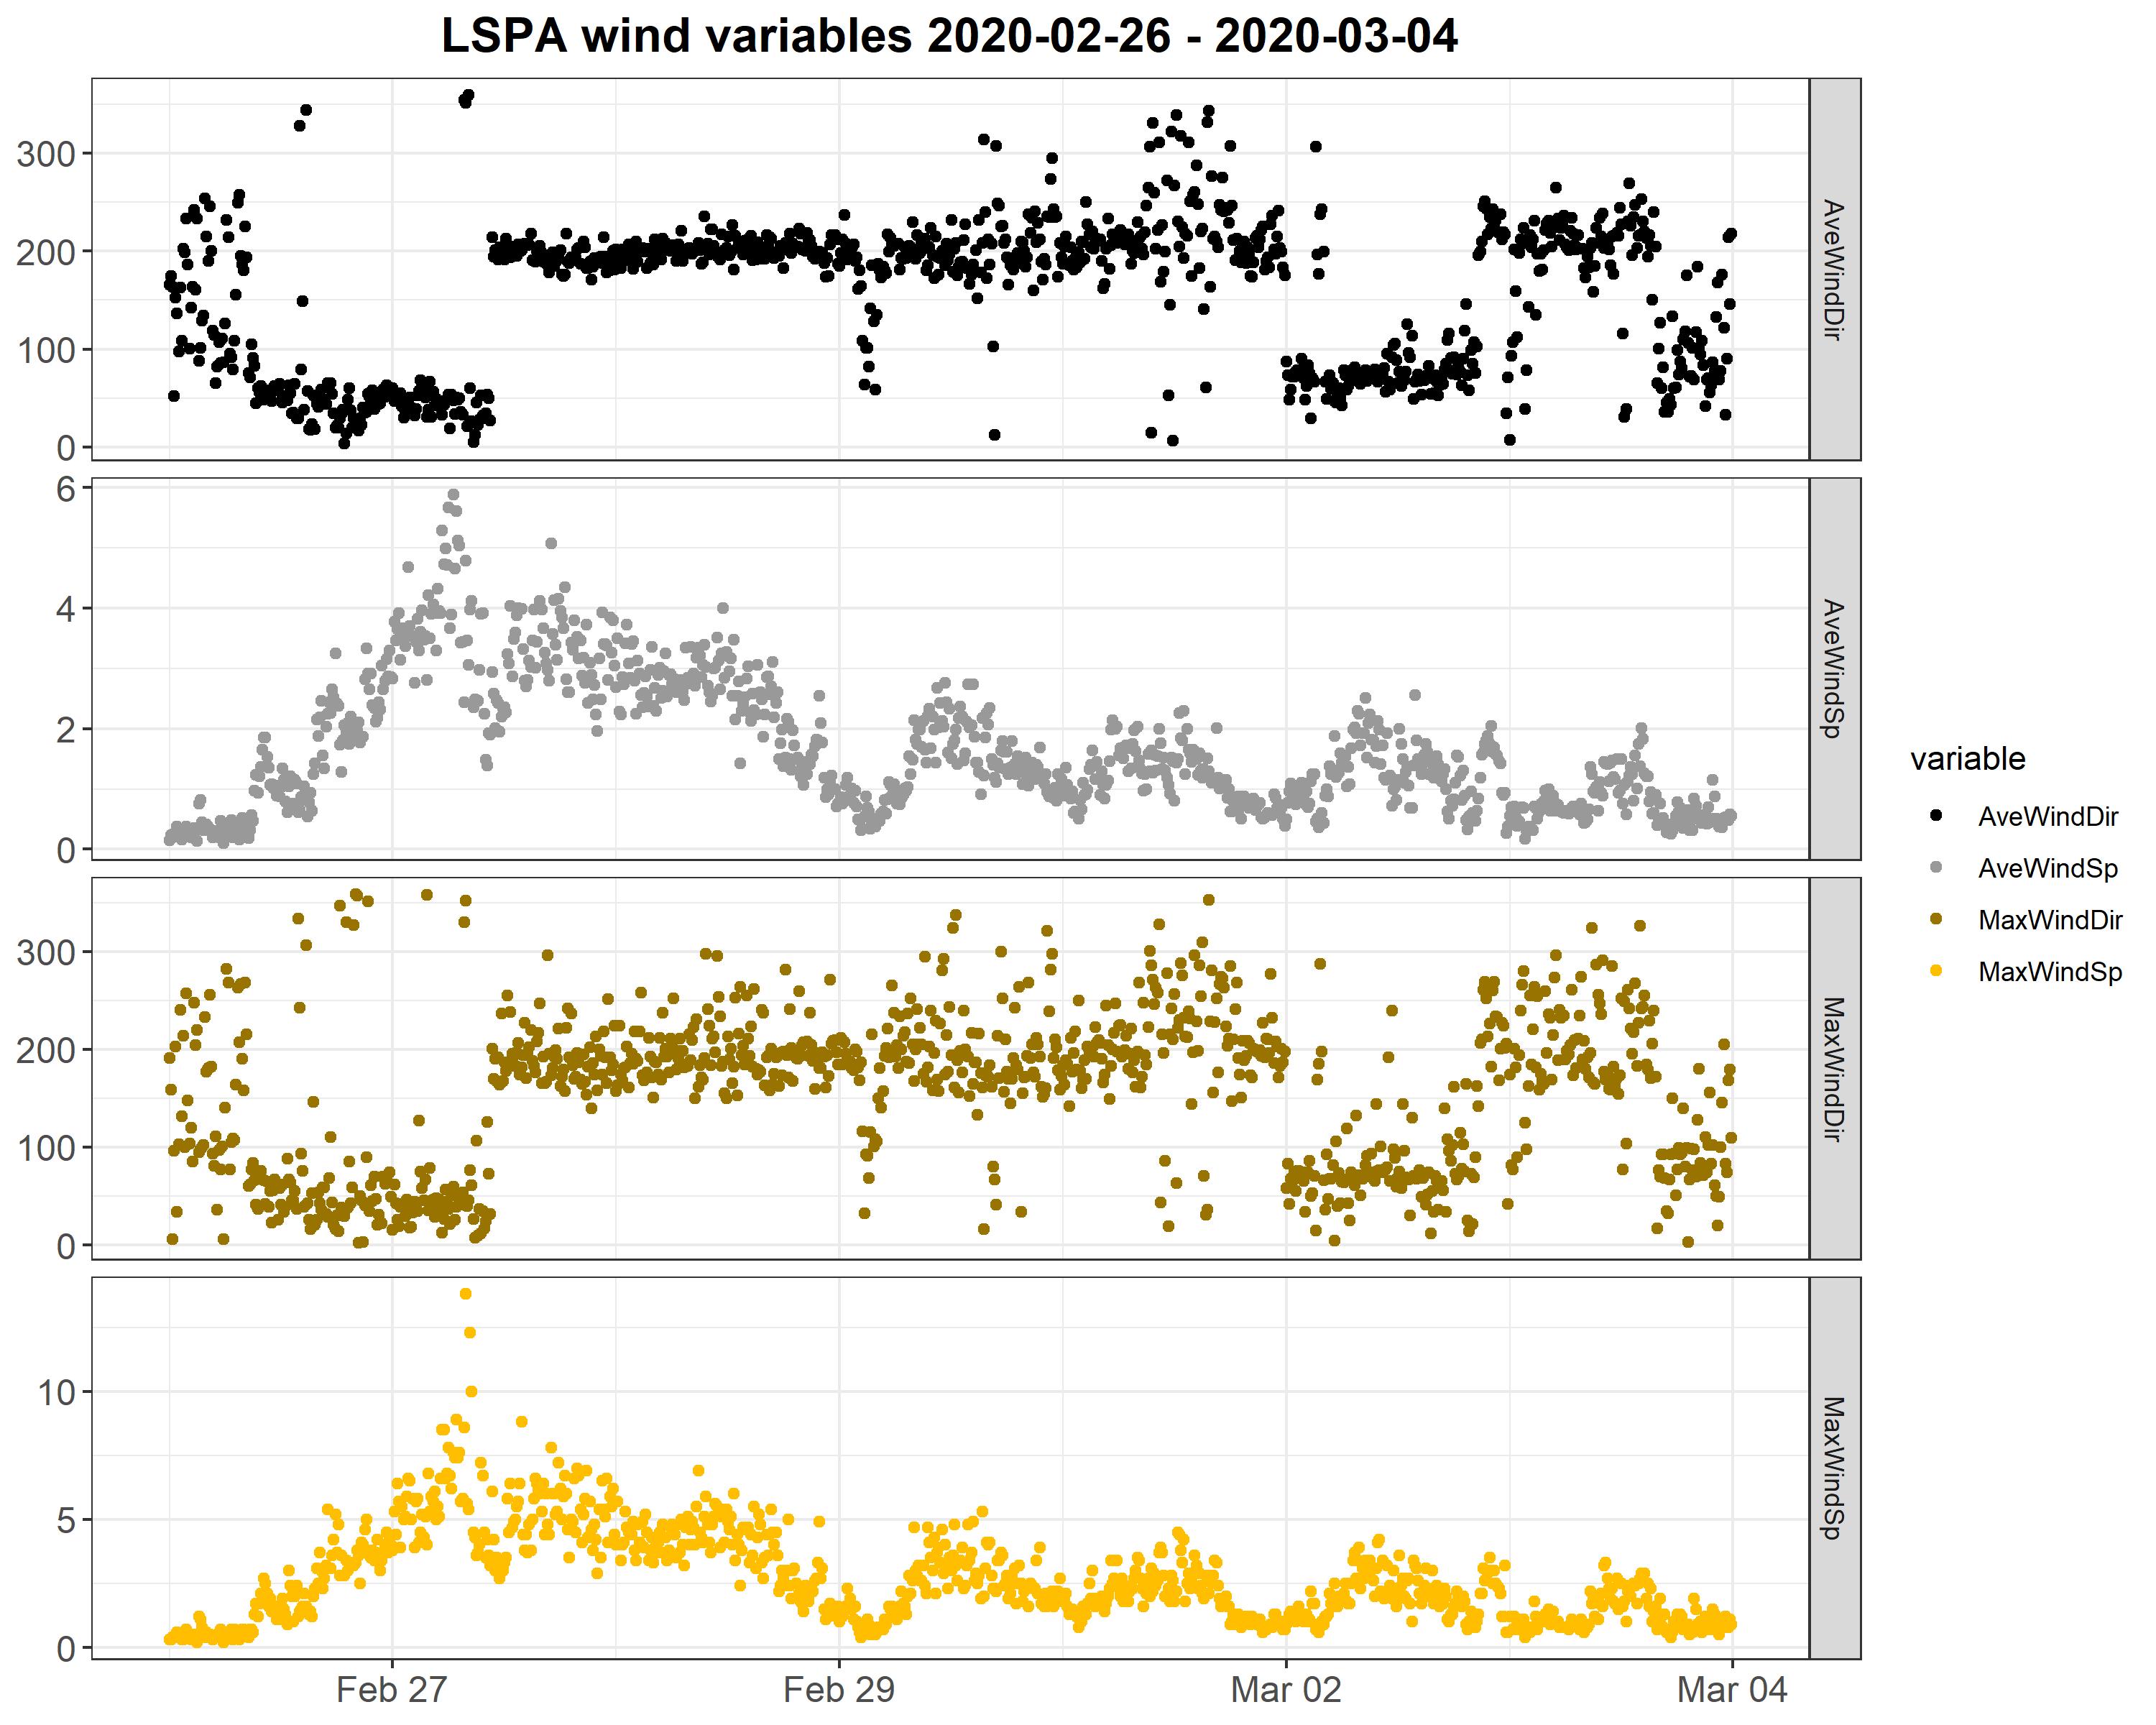 LSPA wind variables 2020-02-26 - 2020-03-04
300
200
100
0
AveWindDir
6
4
2
0
AveWindSp
300
200
100
0
MaxWindDir
10
5
0
MaxWindSp
Feb 27
Feb 29
Mar 02
Mar 04
variable
AveWindDir
AveWindSp
MaxWindDir
MaxWindSp